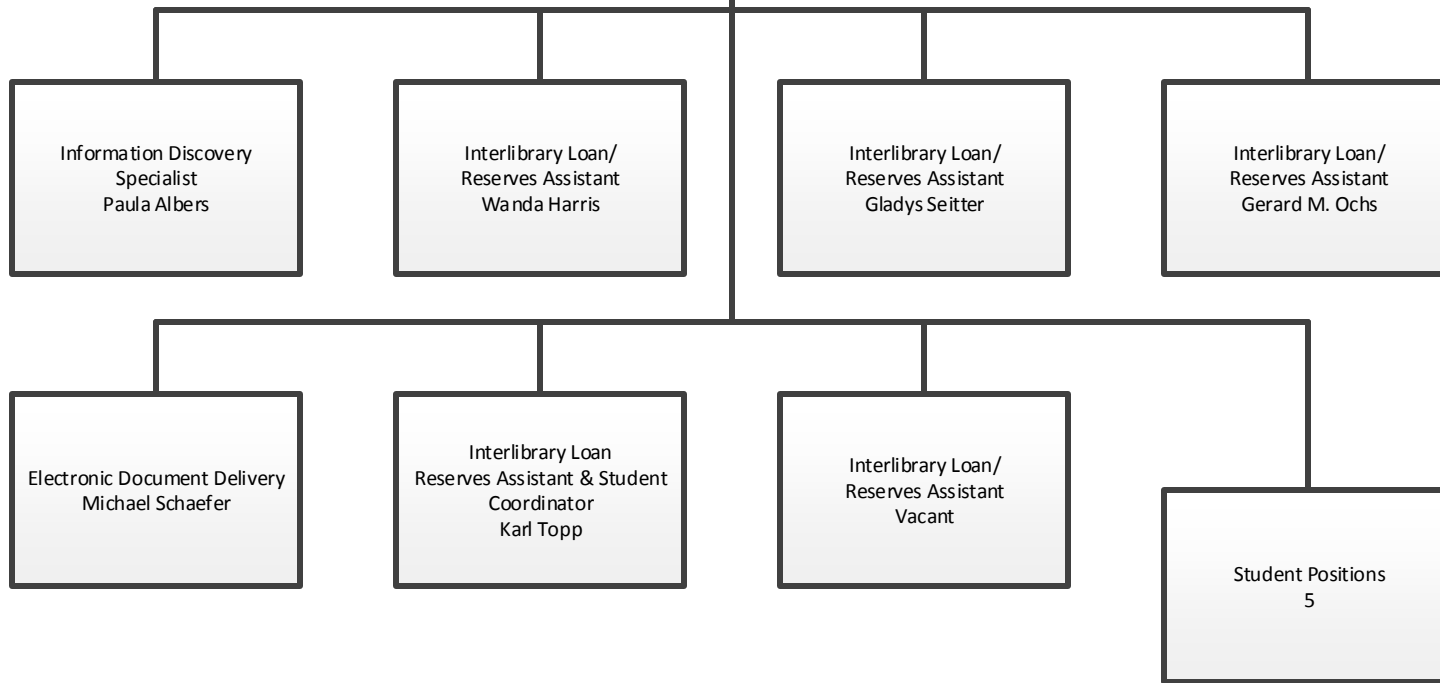 Information Discovery
Specialist
Paula Albers
Interlibrary Loan/
Reserves Assistant
Wanda Harris
Interlibrary Loan/
Reserves Assistant
Gladys Seitter
Interlibrary Loan/
Reserves Assistant
Gerard M. Ochs
Electronic Document Delivery
Michael Schaefer
Interlibrary Loan
Reserves Assistant & Student
Coordinator
Karl Topp
Interlibrary Loan/
Reserves Assistant
Vacant
Student Positions
5